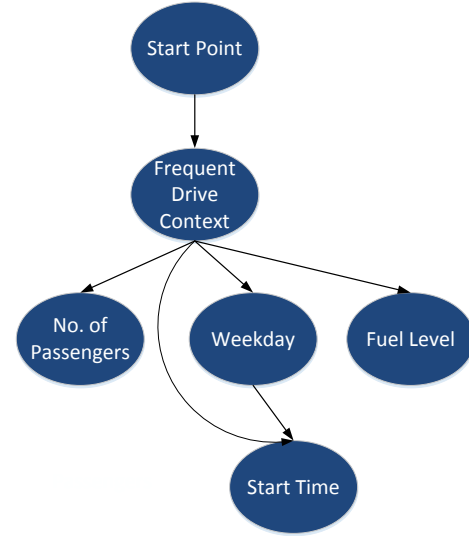 Start Point
Frequent
Drive
Context
No. of
Passengers
Weekday
Fuel Level
Start Time